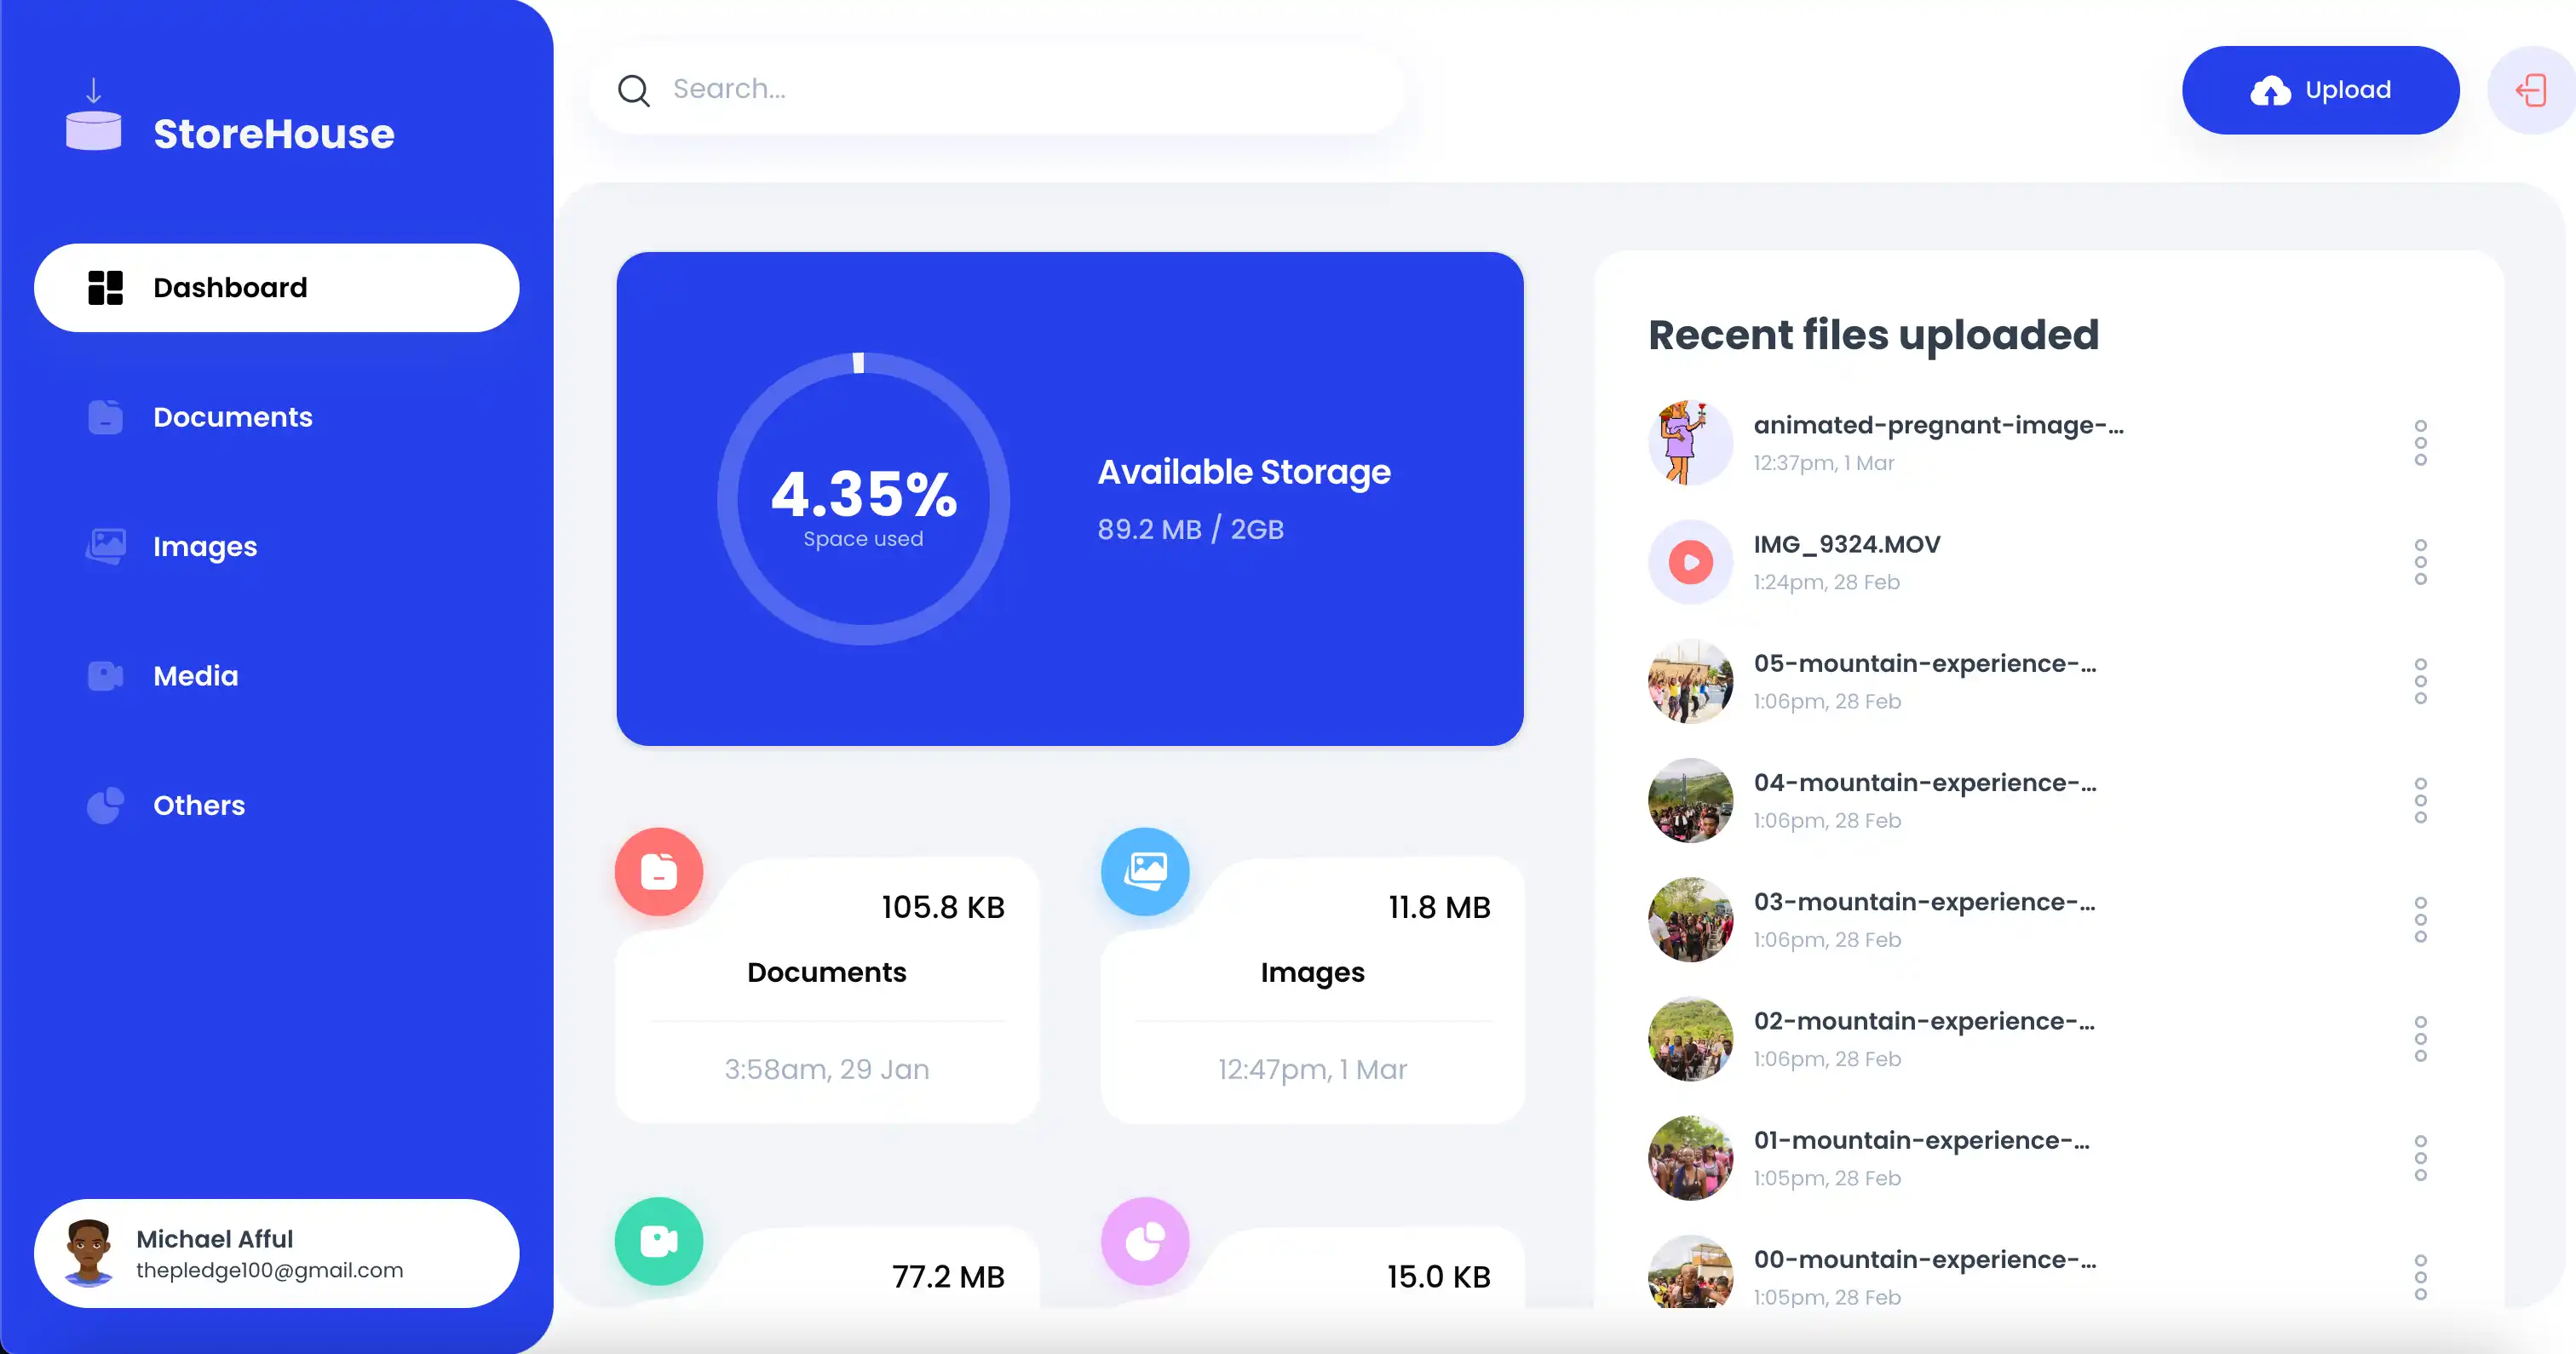 StoreHouse
Dashboard
Documents
Images
Media
Others
Michael Afful
thepledge100@gmail.com
Search...
Upload
4.35%
Space used
Available Storage
89.2 MB / 2GB
105.8 KB
Documents
3:58am, 29 Jan
11.8 MB
Images
12:47pm, 1 Mar
77.2 MB
15.0 KB
Recent files uploaded
animated-pregnant-image-...
12:37pm, 1 Mar
IMG_9324.MOV
1:24pm, 28 Feb
05-mountain-experience-...
1:06pm, 28 Feb
04-mountain-experience-...
1:06pm, 28 Feb
03-mountain-experience-...
1:06pm, 28 Feb
02-mountain-experience-...
1:06pm, 28 Feb
01-mountain-experience-...
1:05pm, 28 Feb
00-mountain-experience-...
1:05pm, 28 Feb